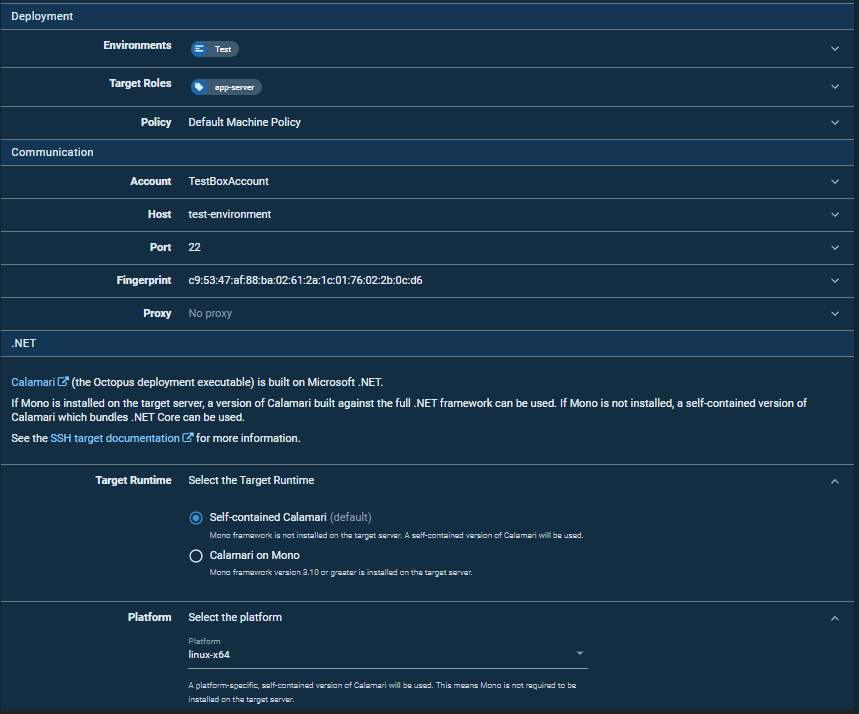 Deployment
Environments Test
Target Roles app-server
Policy Default Machine Policy
Communication
Account TestBoxAccount
Host test-environment
Port 22
Fingerprint c9:53:47:af:88:ba:02:61:2a:1c:01:76:02:2b:0c:d6
Proxy No proxy
.NET
Calamari (the Octopus deployment executable) is built on Microsoft .NET.
If Mono is installed on the target server, a version of Calamari built against the full .NET framework can be used. If Mono is not installed, a self-contained version of
Calamari which bundles .NET Core can be used.
See the SSH target documentation for more information.
Target Runtime Select the Target Runtime
Self-contained Calamari (default)
Mono framework is not installed on the target server. A self-contained version of Calamari will be used.
Calamari on Mono
Mono framework version 3.10 or greater is installed on the target server.
Platform Select the platform
Platform
linux-x64
A platform-specific, self-contained version of Calamari will be used. This means Mono is not required to be
installed on the target server.